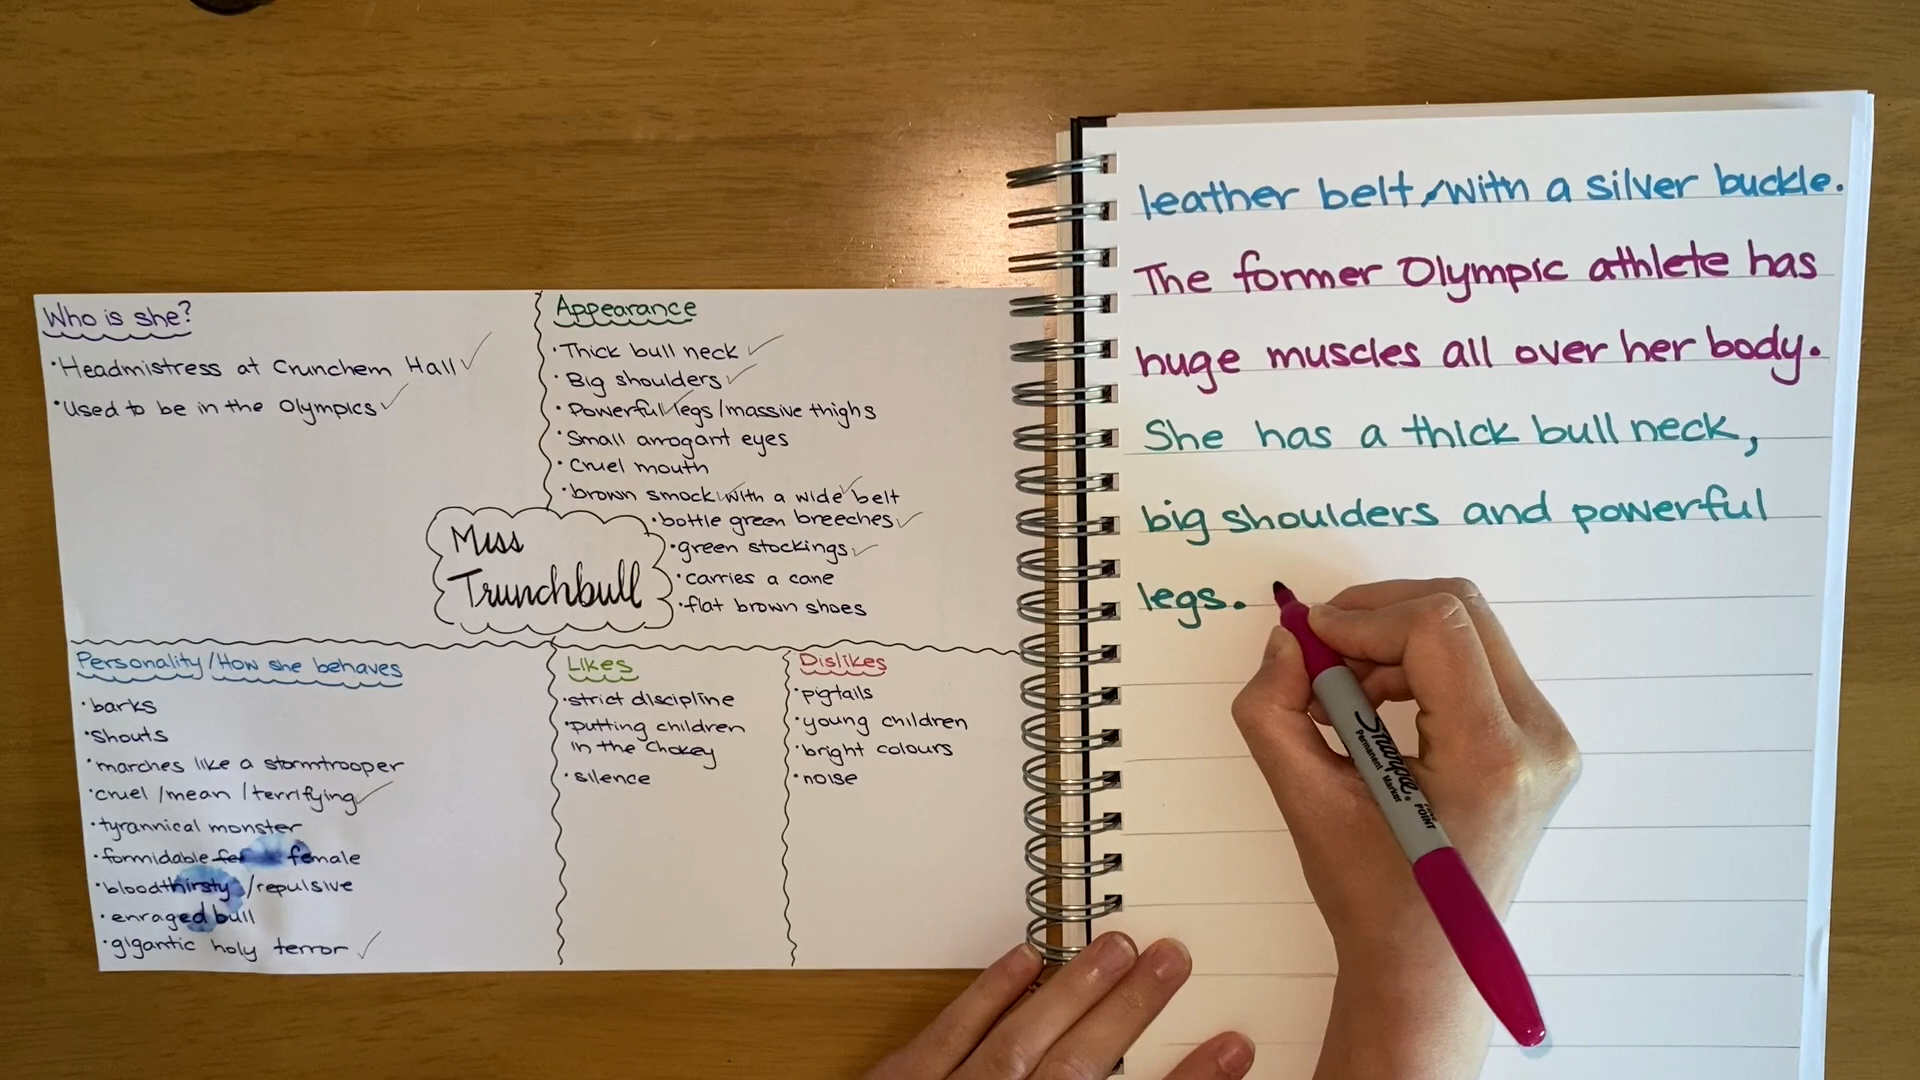 Who is she?
•Headmistress at Crunchem Hall✓
•Used to be in the Olympics✓
Appearance
•Thick bull neck ✓
•Big shoulders✓
•Powerful✓legs/massive thighs
•Small arrogant eyes
•Cruel mouth
•brown smock✓with a wide✓belt
•bottle green breeches✓
•green stockings✓
•carries a cane
•flat brown shoes
Miss
Trunchbull
Personality/How she behaves
•barks
•shouts
•marches like a stormtrooper
•cruel/mean/terrifying✓
•tyrannical monster
•formidable fe female
•bloodthirsty/repulsive
•enraged bull
•gigantic holy terror ✓
Likes
•strict discipline
•putting children
in the Chokey
•silence
Dislikes
•pigtails
•young children
•bright colours
•noise
leather belt, with a silver buckle.
The former Olympic athlete has
huge muscles all over her body.
She has a thick bull neck,
big shoulders and powerful
legs.
Sharpie
Permanent Marker
POINT